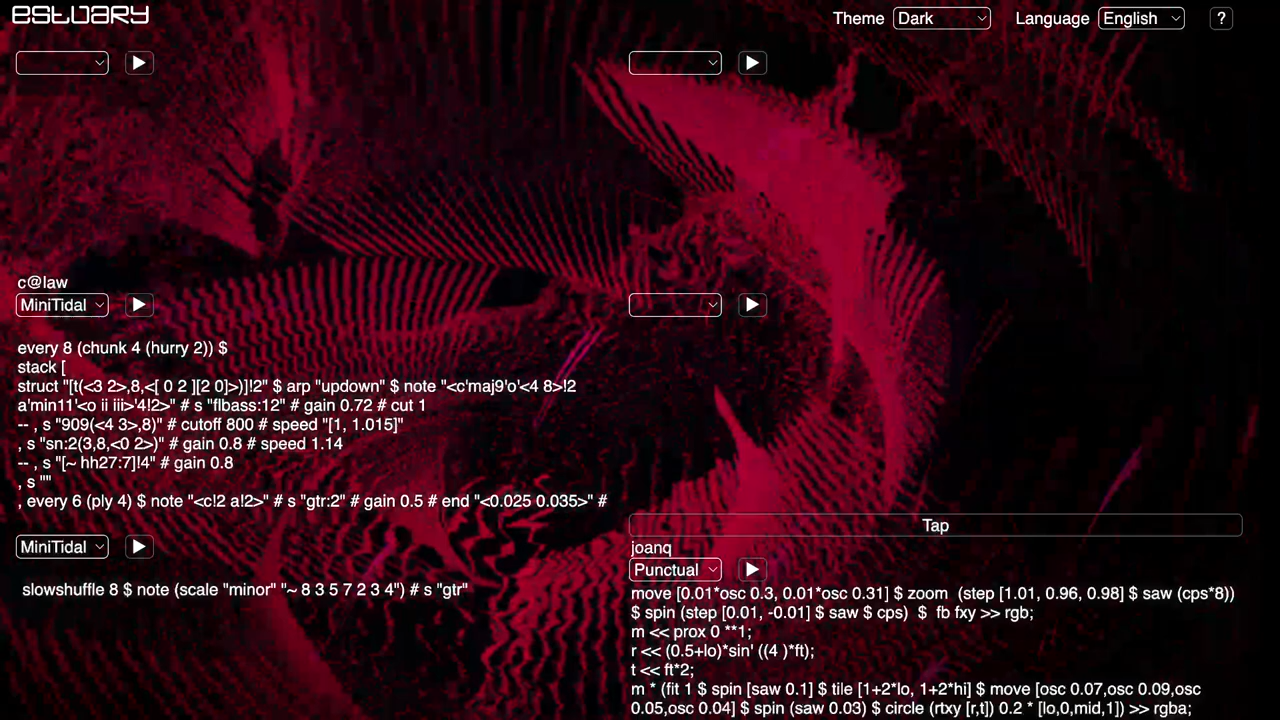 estuary
Theme Dark Language English ?
c@law
MiniTidal
every 8 (chunk 4 (hurry 2)) $
stack [
struct "[t(<3 2>,8,<[ 0 2 ][2 0]>)]!2" $ arp "updown" $ note "<c'maj9'o'<4 8>!2
a'min11'<o ii iii>'4!2>" # s "flbass:12" # gain 0.72 # cut 1
-- , s "909(<4 3>,8)" # cutoff 800 # speed "[1, 1.015]"
, s "sn:2(3,8,<0 2>)" # gain 0.8 # speed 1.14
-- , s "[~ hh27:7]!4" # gain 0.8
, s ""
, every 6 (ply 4) $ note "<c!2 a!2>" # s "gtr:2" # gain 0.5 # end "<0.025 0.035>" #
MiniTidal
slowshuffle 8 $ note (scale "minor" "~ 8 3 5 7 2 3 4") # s "gtr"
Tap
joanq
Punctual
move [0.01*osc 0.3, 0.01*osc 0.31] $ zoom  (step [1.01, 0.96, 0.98] $ saw (cps*8))
$ spin (step [0.01, -0.01] $ saw $ cps)  $  fb fxy >> rgb;
m << prox 0 **1;
r << (0.5+lo)*sin' ((4 )*ft);
t << ft*2;
m * (fit 1 $ spin [saw 0.1] $ tile [1+2*lo, 1+2*hi] $ move [osc 0.07,osc 0.09,osc
0.05,osc 0.04] $ spin (saw 0.03) $ circle (rtxy [r,t]) 0.2 * [lo,0,mid,1]) >> rgba;